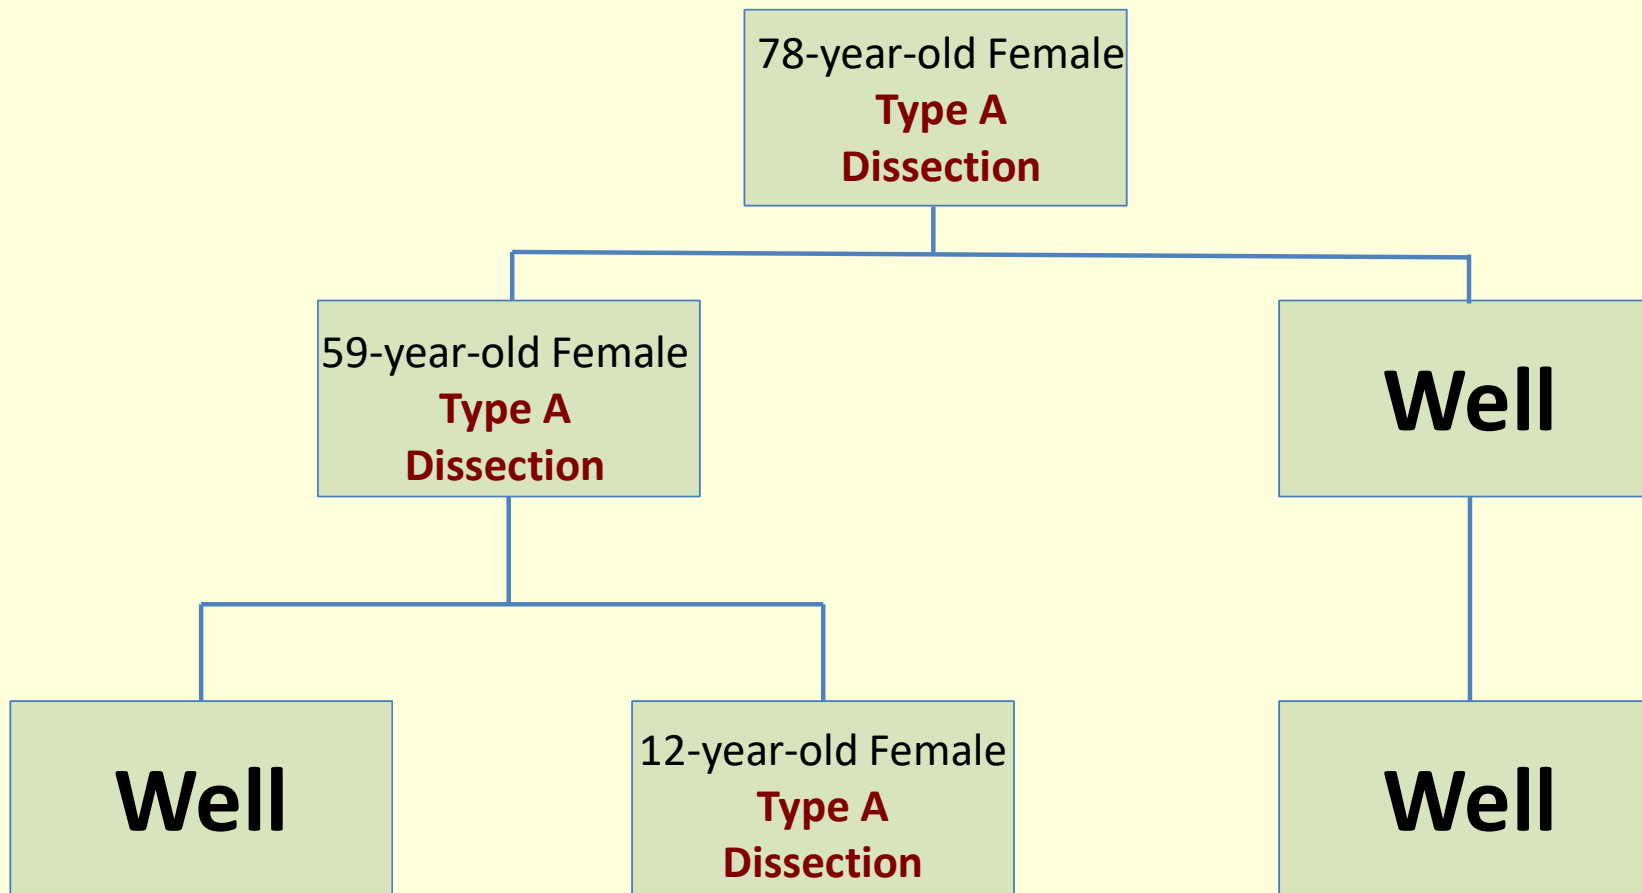 78-year-old Female
Type A
Dissection
59-year-old Female
Type A
Dissection
Well
Well
12-year-old Female
Type A
Dissection
Well